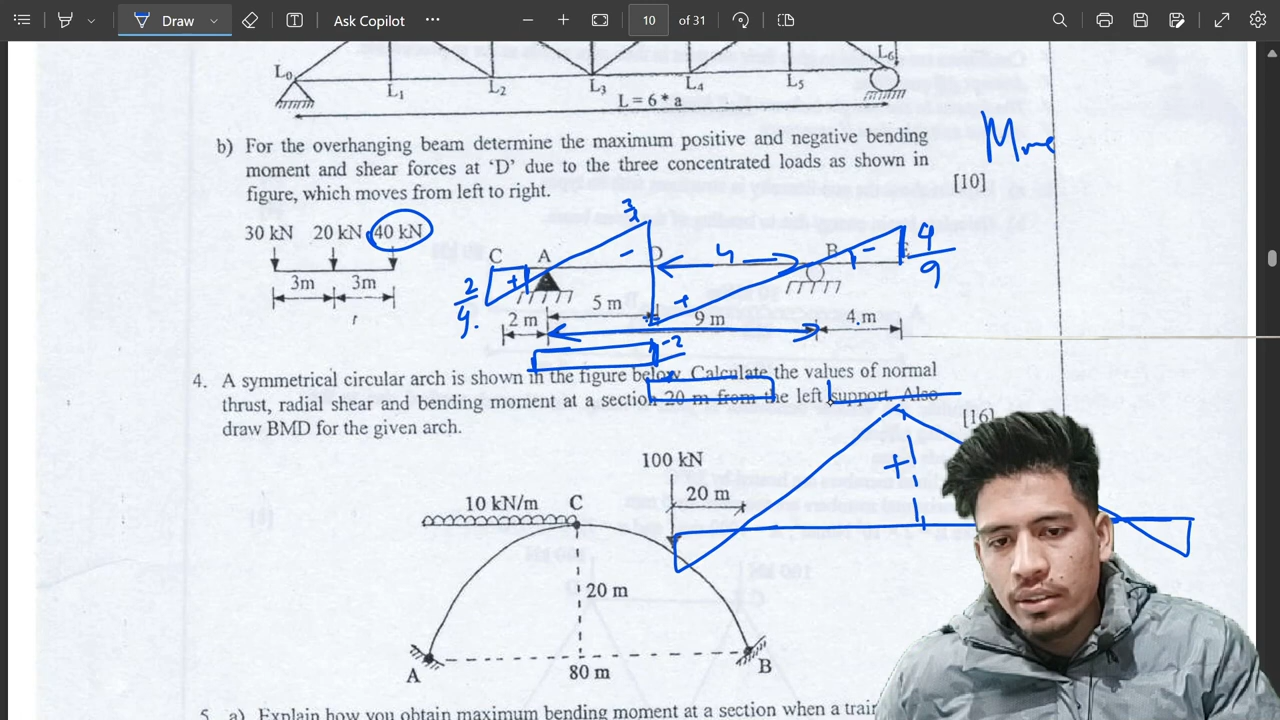 Draw
Ask Copilot
10 of 31
L0
L1
L2
L3
L4
L5
L6
L = 6 * a
b) For the overhanging beam determine the maximum positive and negative bending
moment and shear forces at 'D' due to the three concentrated loads as shown in
figure, which moves from left to right.
[10]
30 kN 20 kN 40 kN
3m 3m
C A D B
4
4/9
5 m
2 m 9 m 4 m
4. A symmetrical circular arch is shown in the figure below. Calculate the values of normal
thrust, radial shear and bending moment at a section 20 m from the left support. Also
draw BMD for the given arch.
[16]
100 kN
20 m
10 kN/m C
20 m
A B
80 m
5. a) Explain how you obtain maximum bending moment at a section when a train